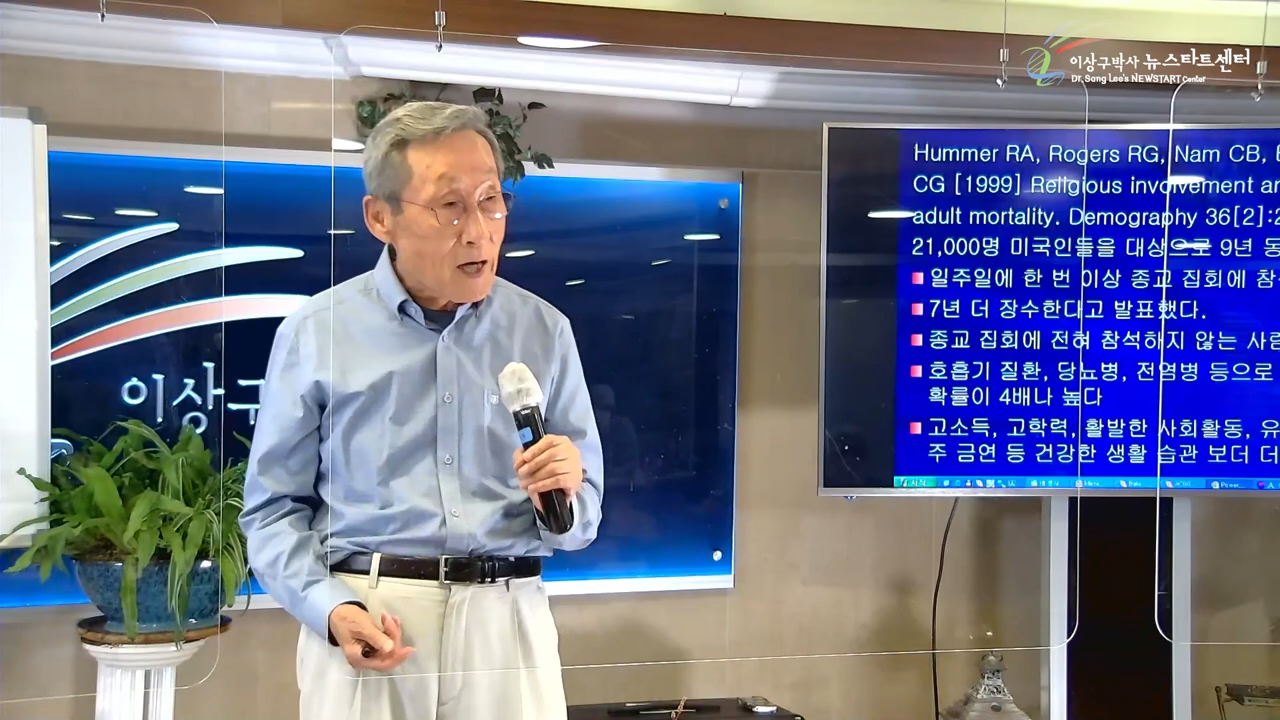 이상구박사 뉴스타트센터
Dr. Sang Lee's NEWSTART Center
Hummer RA, Rogers RG, Nam CB,
CG [1999] Religious involvement
adult mortality. Demography 36[2]:2
21,000명 미국인들을 대상으로 9년
일주일에 한 번 이상 종교 집회에
7년 더 장수한다고 발표했다.
종교 집회에 전혀 참석하지 않는
호흡기 질환, 당뇨병, 전염병 등으로
확률이 4배나 높다
고소득, 고학력, 활발한 사회활동,
주 금연 등 건강한 생활 습관 보더
이상구
시작